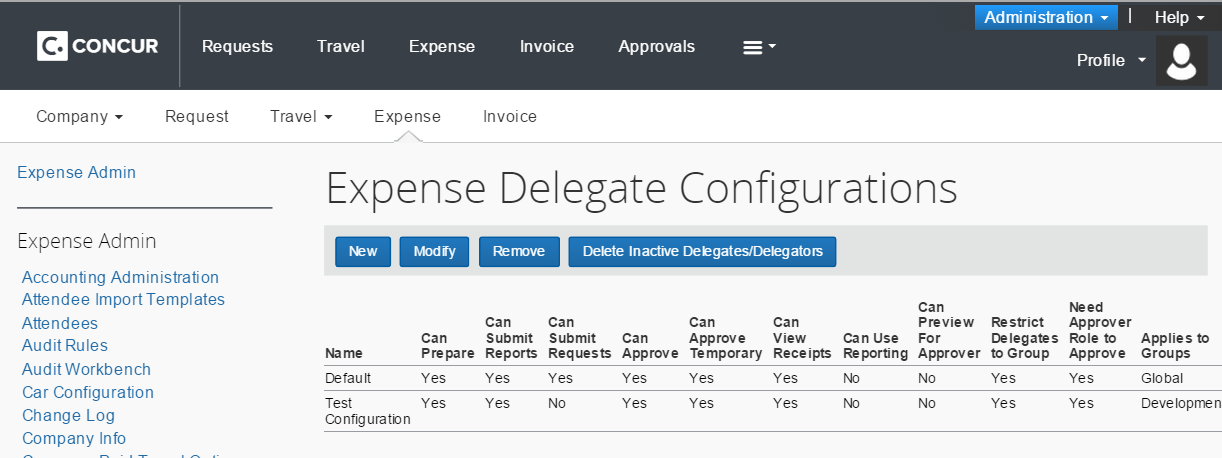 Administration Help
CONCUR Requests Travel Expense Invoice Approvals
Profile
Company Request Travel Expense Invoice
Expense Admin
Expense Delegate Configurations
Expense Admin
New Modify Remove Delete Inactive Delegates/Delegators
Accounting Administration
Attendee Import Templates
Attendees
Audit Rules
Audit Workbench
Car Configuration
Change Log
Company Info
Name
Can
Prepare
Can
Submit
Reports
Can
Submit
Requests
Can
Approve
Can
Approve
Temporary
Can
View
Receipts
Can Use
Reporting
Can
Preview
For
Approver
Restrict
Delegates
to Group
Need
Approver
Role to
Approve
Applies to
Groups
Default Yes Yes Yes Yes Yes Yes No No Yes Yes Global
Test Yes Yes No Yes Yes Yes No No Yes Yes Developmen
Configuration